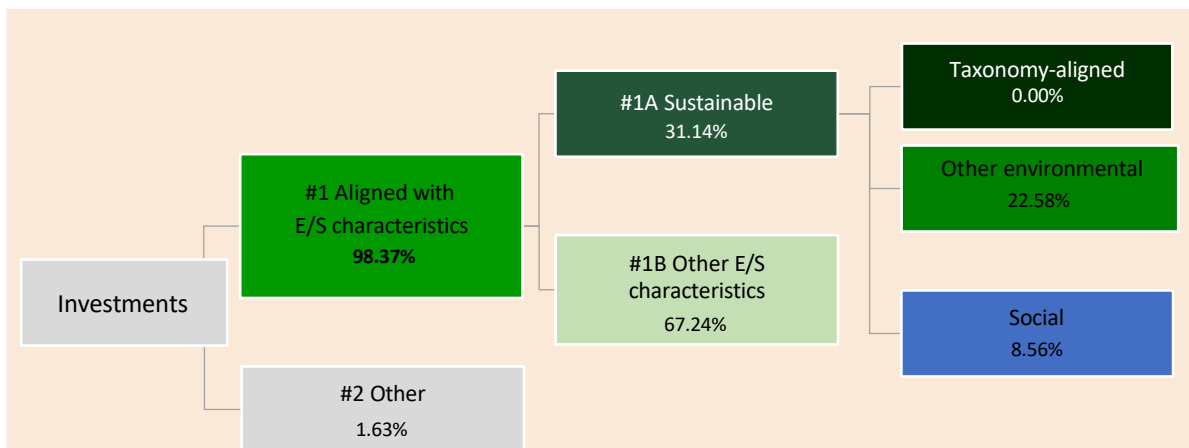 Investments
#1 Aligned with
E/S characteristics
98.37%
#2 Other
1.63%
#1A Sustainable
31.14%
#1B Other E/S
characteristics
67.24%
Taxonomy-aligned
0.00%
Other environmental
22.58%
Social
8.56%